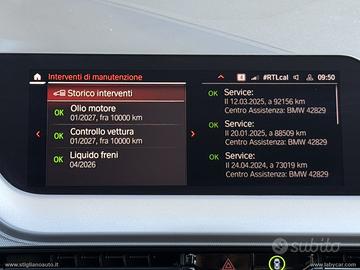 Interventi di manutenzione
4
#RTLcal
09:50
Storico interventi
OK
Olio motore
01/2027, fra 10000 km
OK
Controllo vettura
01/2027, fra 10000 km
OK
Liquido freni
04/2026
OK
Service:
Il 12.03.2025, a 92156 km
Centro Assistenza: BMW 42829
OK
Service:
Il 20.01.2025, a 88509 km
Centro Assistenza: BMW 42829
OK
Service:
Il 24.04.2024, a 73019 km
Centro Assistenza: BMW 42829
www.stiglianoauto.it
www.labycar.com
subito